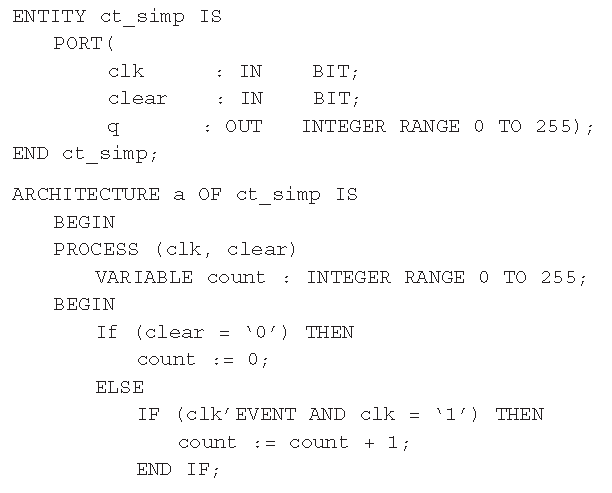 ENTITY ct_simp IS
PORT(
clk : IN BIT;
clear : IN BIT;
q : OUT INTEGER RANGE 0 TO 255);
END ct_simp;
ARCHITECTURE a OF ct_simp IS
BEGIN
PROCESS (clk, clear)
VARIABLE count : INTEGER RANGE 0 TO 255;
BEGIN
If (clear = ‘0’) THEN
count := 0;
ELSE
IF (clk’EVENT AND clk = ‘1’) THEN
count := count + 1;
END IF;